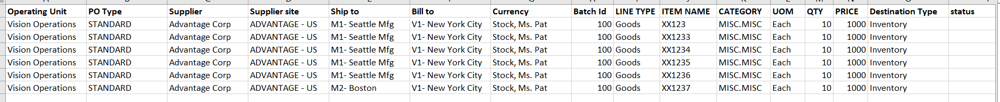 Operating Unit PO Type Supplier Supplier site Ship to Bill to Currency Batch Id LINE TYPE ITEM NAME CATEGORY UOM QTY PRICE Destination Type status
Vision Operations STANDARD Advantage Corp ADVANTAGE - US M1- Seattle Mfg V1- New York City Stock, Ms. Pat 100 Goods XX123 MISC.MISC Each 10 1000 Inventory
Vision Operations STANDARD Advantage Corp ADVANTAGE - US M1- Seattle Mfg V1- New York City Stock, Ms. Pat 100 Goods XX1233 MISC.MISC Each 10 1000 Inventory
Vision Operations STANDARD Advantage Corp ADVANTAGE - US M1- Seattle Mfg V1- New York City Stock, Ms. Pat 100 Goods XX1234 MISC.MISC Each 10 1000 Inventory
Vision Operations STANDARD Advantage Corp ADVANTAGE - US M1- Seattle Mfg V1- New York City Stock, Ms. Pat 100 Goods XX1235 MISC.MISC Each 10 1000 Inventory
Vision Operations STANDARD Advantage Corp ADVANTAGE - US M1- Seattle Mfg V1- New York City Stock, Ms. Pat 100 Goods XX1236 MISC.MISC Each 10 1000 Inventory
Vision Operations STANDARD Advantage Corp ADVANTAGE - US M2- Boston V1- New York City Stock, Ms. Pat 100 Goods XX1237 MISC.MISC Each 10 1000 Inventory